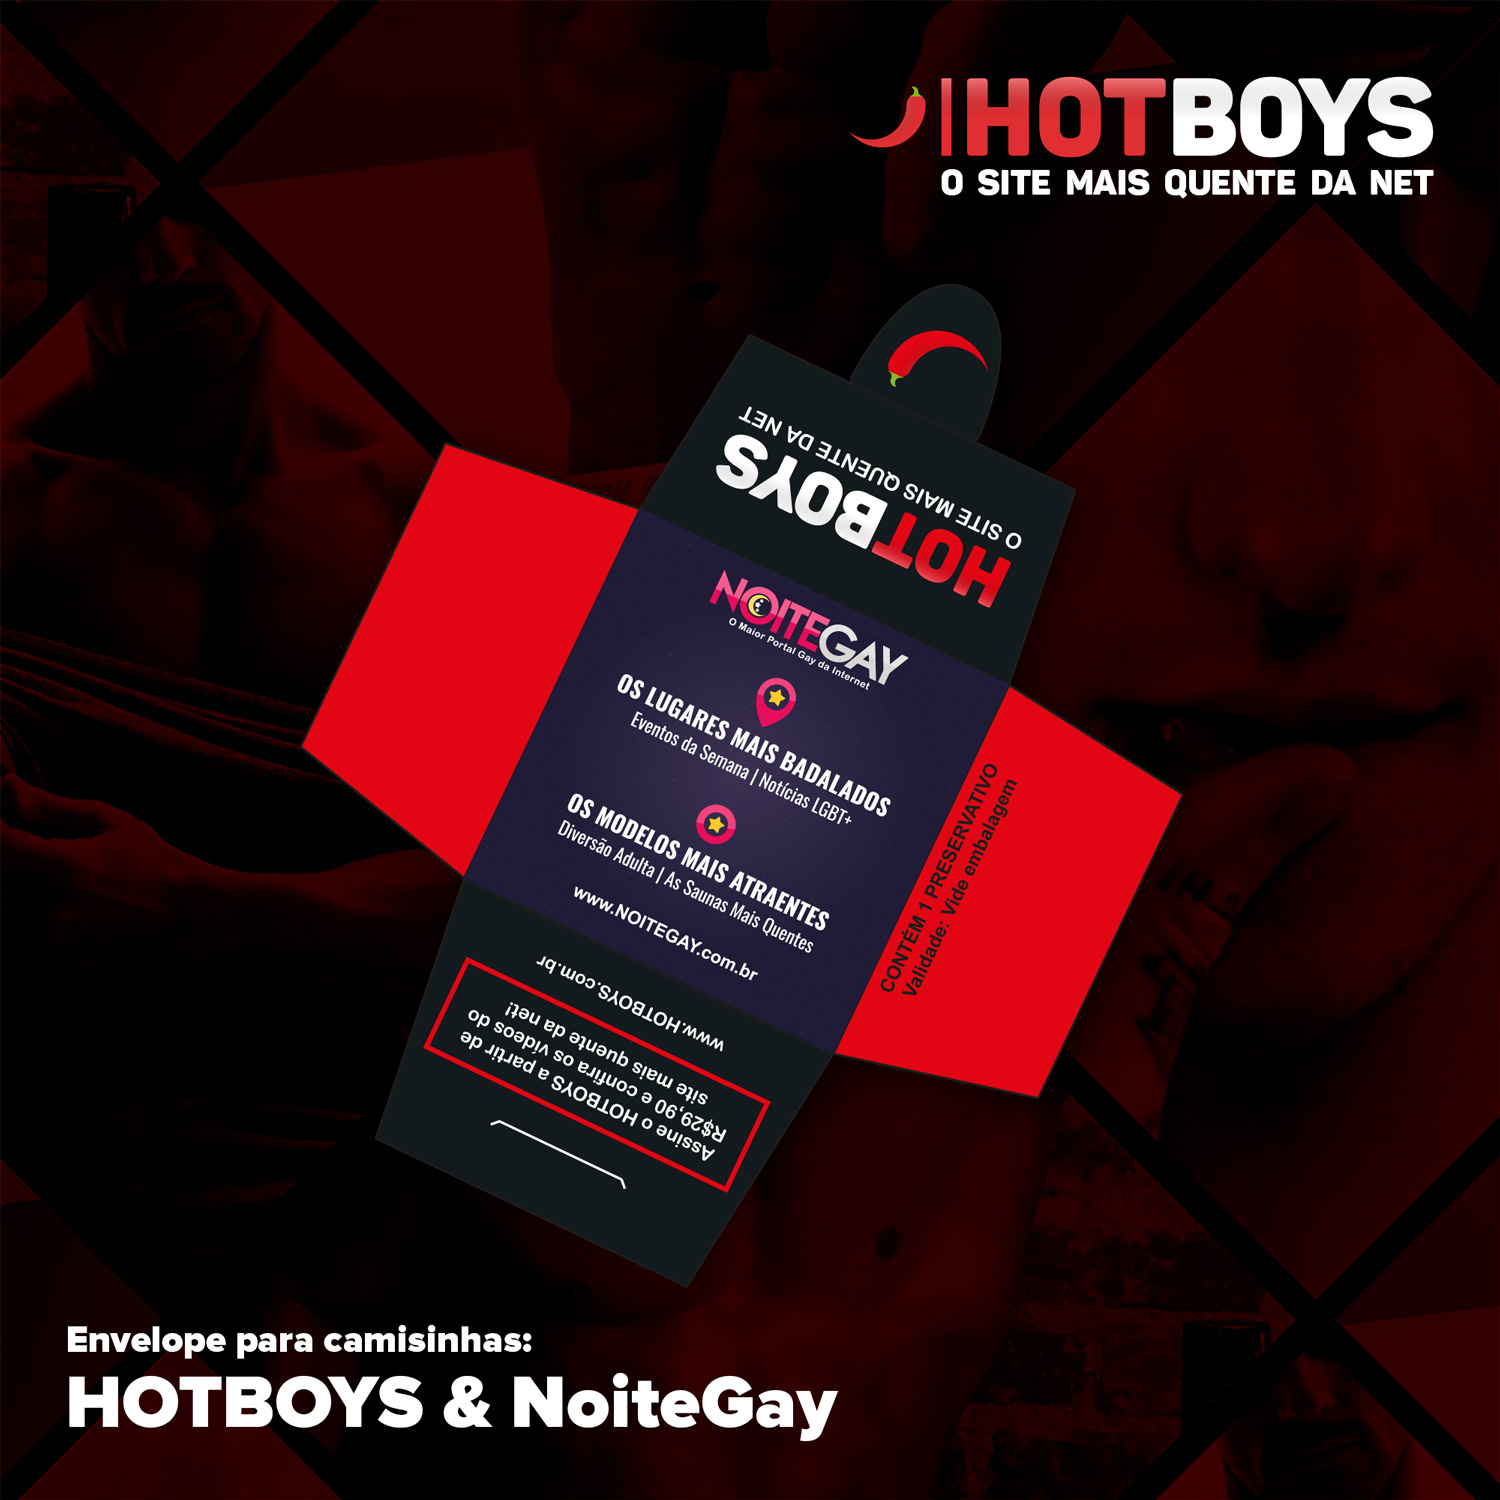 HOTBOYS
O SITE MAIS QUENTE DA NET
O SITE MAIS QUENTE DA NET
HOTBOYS
NOITEGAY
O Maior Portal Gay da Internet
OS LUGARES MAIS BADALADOS
Eventos da Semana | Notícias LGBT+
OS MODELOS MAIS ATRAENTES
Diversão Adulta | As Saunas Mais Quentes
www.NOITEGAY.com.br
CONTÉM 1 PRESERVATIVO
Validade: Vide embalagem
Assine o HOTBOYS a partir de
R$29,90 e confira os vídeos do
site mais quente da net!
www.HOTBOYS.com.br
Envelope para camisinhas:
HOTBOYS & NoiteGay